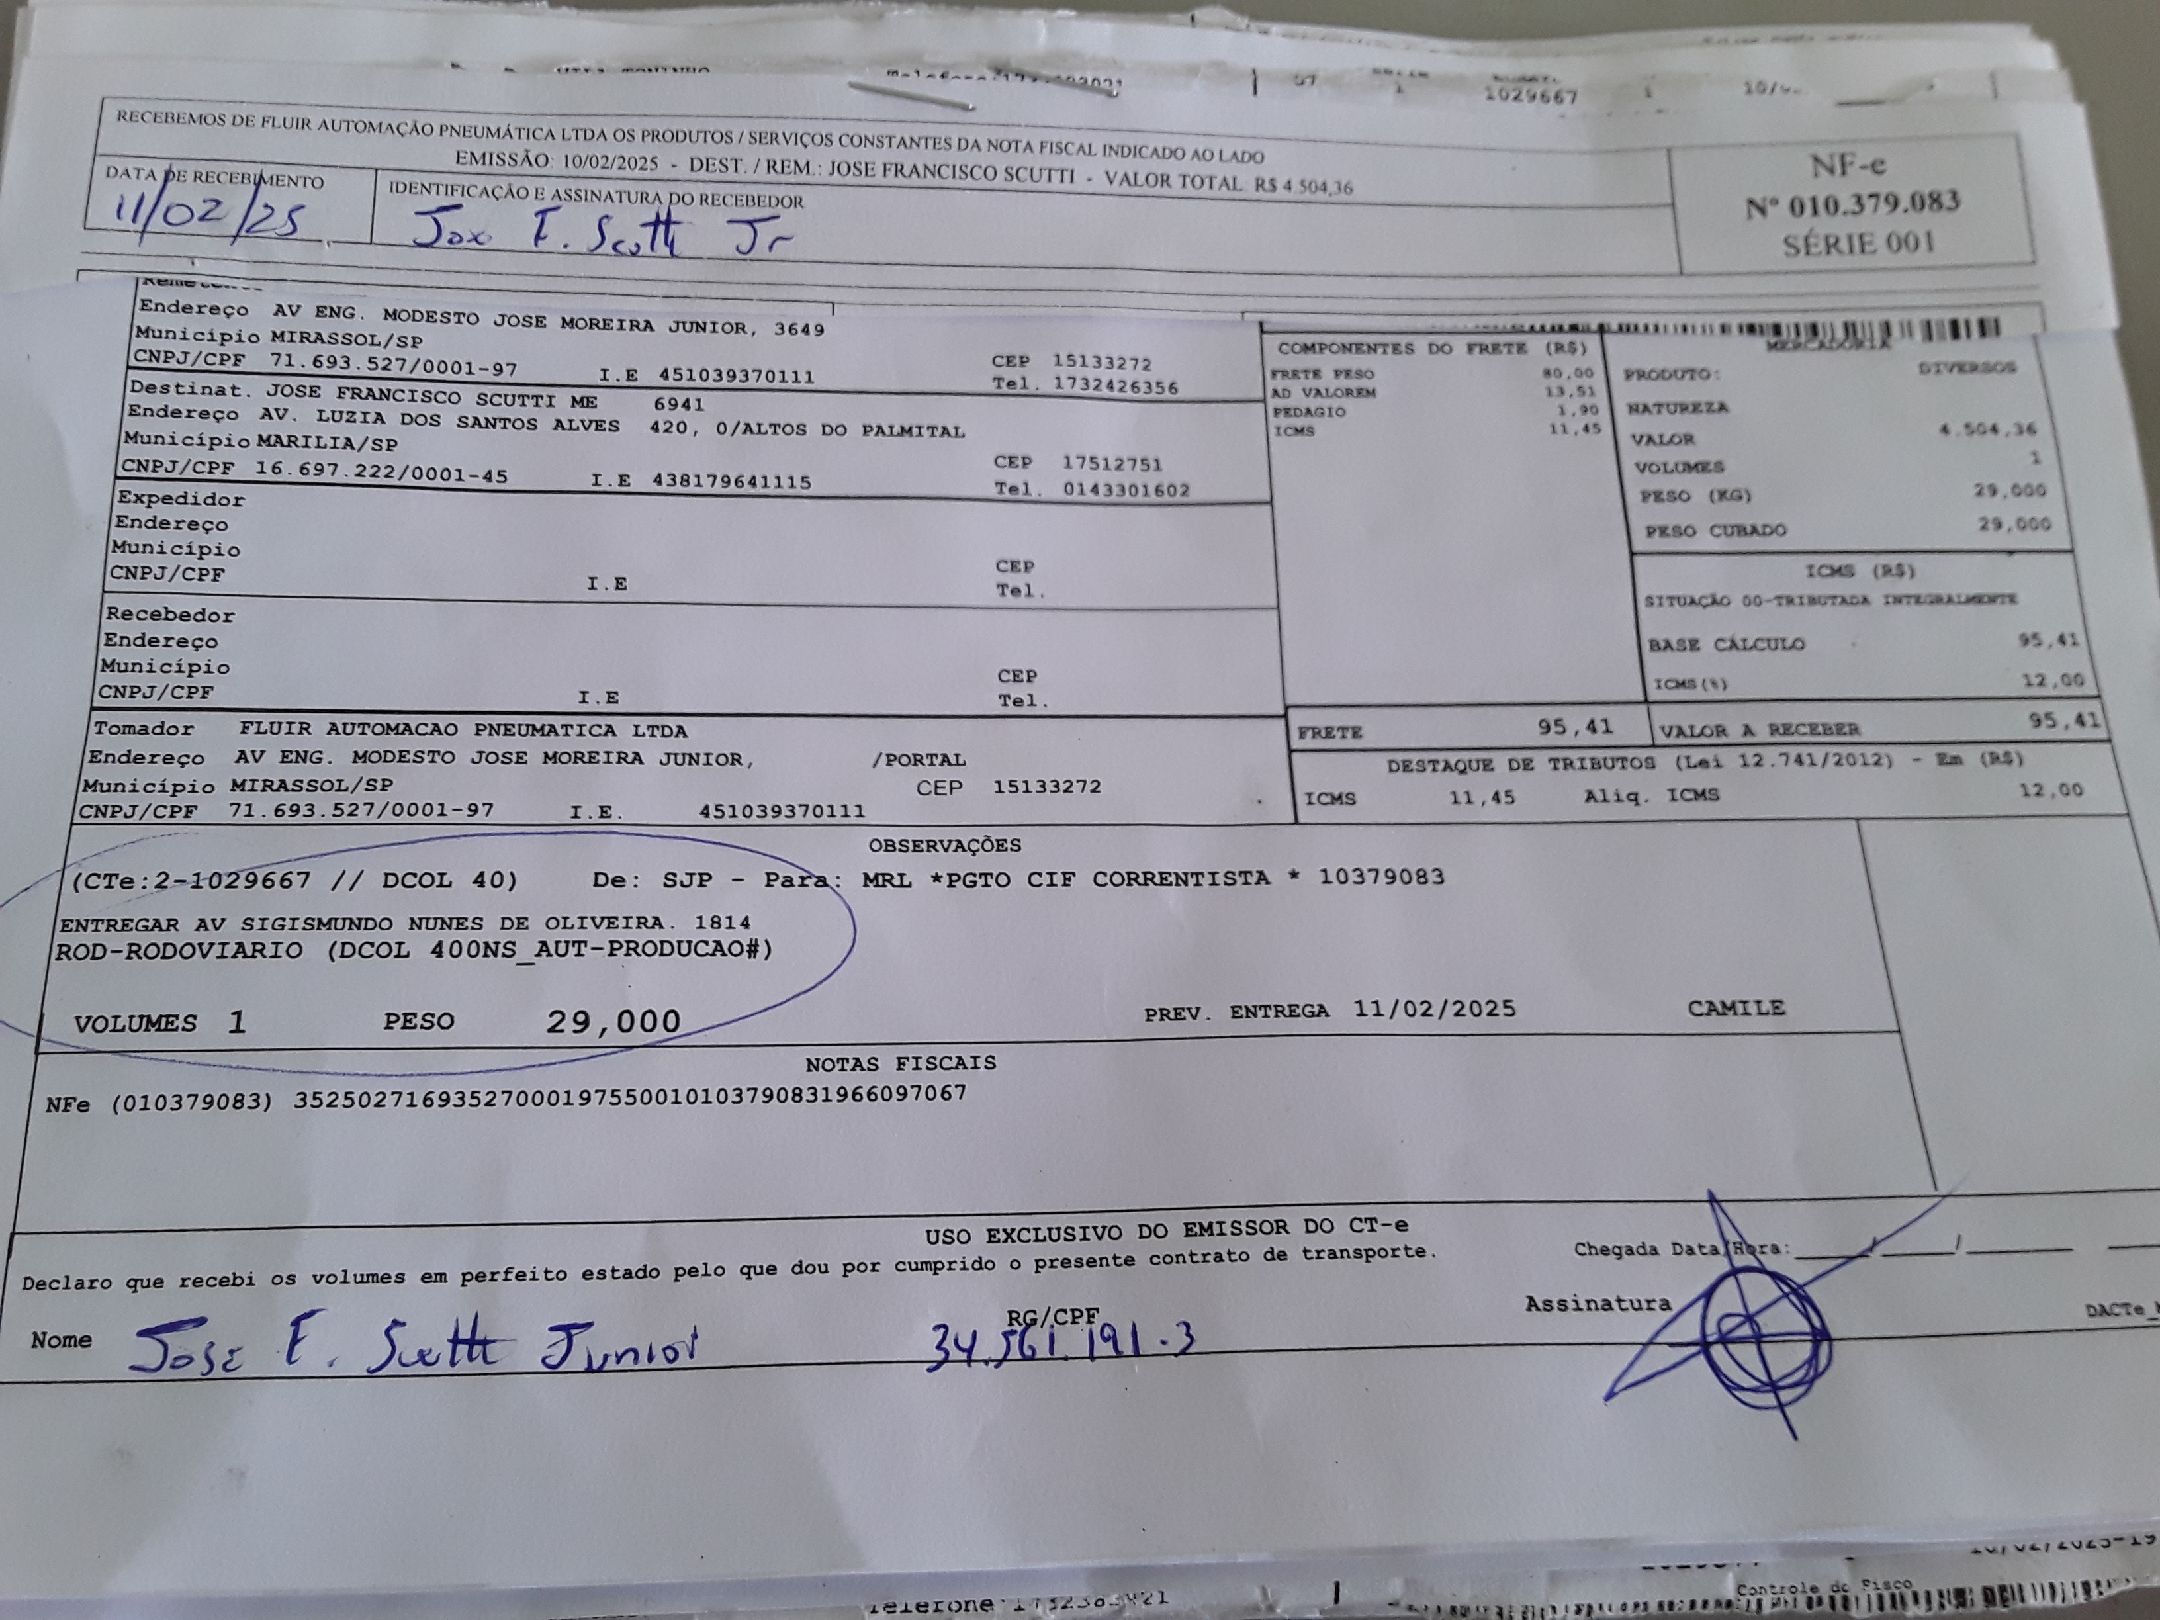 1029667
1
RECEBEMOS DE FLUIR AUTOMAÇÃO PNEUMÁTICA LTDA OS PRODUTOS / SERVIÇOS CONSTANTES DA NOTA FISCAL INDICADO AO LADO
EMISSÃO: 10/02/2025 - DEST. / REM.: JOSE FRANCISCO SCUTTI - VALOR TOTAL: R$ 4.504,36
NF-e
Nº 010.379.083
SÉRIE 001
DATA DE RECEBIMENTO
11/02/25
IDENTIFICAÇÃO E ASSINATURA DO RECEBEDOR
F. Scutti Jr
Endereço AV ENG. MODESTO JOSE MOREIRA JUNIOR, 3649
Município MIRASSOL/SP
CEP 15133272
CNPJ/CPF 71.693.527/0001-97 I.E 451039370111 Tel. 1732426356
Destinat. JOSE FRANCISCO SCUTTI ME 6941
Endereço AV. LUZIA DOS SANTOS ALVES 420, 0/ALTOS DO PALMITAL
Município MARILIA/SP CEP 17512751
CNPJ/CPF 16.697.222/0001-45 I.E 438179641115 Tel. 0143301602
Expedidor
Endereço
Município CEP
CNPJ/CPF I.E Tel.
Recebedor
Endereço
Município CEP
CNPJ/CPF I.E Tel.
Tomador FLUIR AUTOMACAO PNEUMATICA LTDA
Endereço AV ENG. MODESTO JOSE MOREIRA JUNIOR, /PORTAL
Município MIRASSOL/SP CEP 15133272
CNPJ/CPF 71.693.527/0001-97 I.E. 451039370111
COMPONENTES DO FRETE (R$)
FRETE PESO 80,00
AD VALOREM 13,51
PEDAGIO 1,90
ICMS 11,45
MERCADORIA
PRODUTO: DIVERSOS
NATUREZA
VALOR 4.504,36
VOLUMES 1
PESO (KG) 29,000
PESO CUBADO 29,000
ICMS (R$)
SITUAÇÃO 00-TRIBUTADA INTEGRALMENTE
BASE CÁLCULO 95,41
ICMS(%) 12,00
FRETE 95,41 VALOR A RECEBER 95,41
DESTAQUE DE TRIBUTOS (Lei 12.741/2012) - Em (R$)
ICMS 11,45 Aliq. ICMS 12,00
OBSERVAÇÕES
(CTe:2-1029667 // DCOL 40) De: SJP - Para: MRL *PGTO CIF CORRENTISTA * 10379083
ENTREGAR AV SIGISMUNDO NUNES DE OLIVEIRA. 1814
ROD-RODOVIARIO (DCOL 400NS_AUT-PRODUCAO#)
VOLUMES 1 PESO 29,000 PREV. ENTREGA 11/02/2025 CAMILE
NOTAS FISCAIS
NFe (010379083) 35250271693527000197550010103790831966097067
USO EXCLUSIVO DO EMISSOR DO CT-e
Declaro que recebi os volumes em perfeito estado pelo que dou por cumprido o presente contrato de transporte.
Chegada Data/Hora: / /
Nome José F. Scutti Junior RG/CPF 34.561.191-3 Assinatura
Controle do Fisco